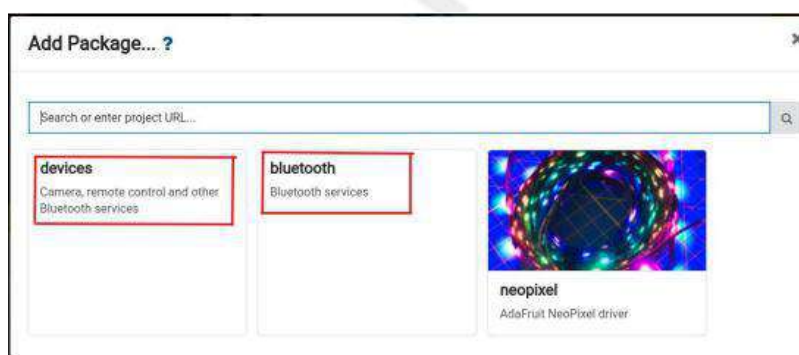 Add Package... ?
Search or enter project URL...
devices
Camera, remote control and other
Bluetooth services
bluetooth
Bluetooth services
neopixel
AdaFruit NeoPixel driver